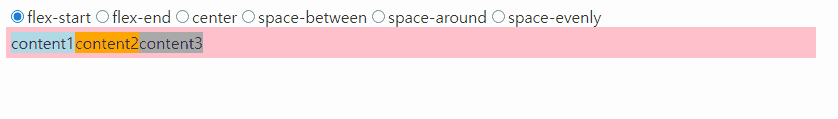 flex-start flex-end center space-between space-around space-evenly
content1content2content3